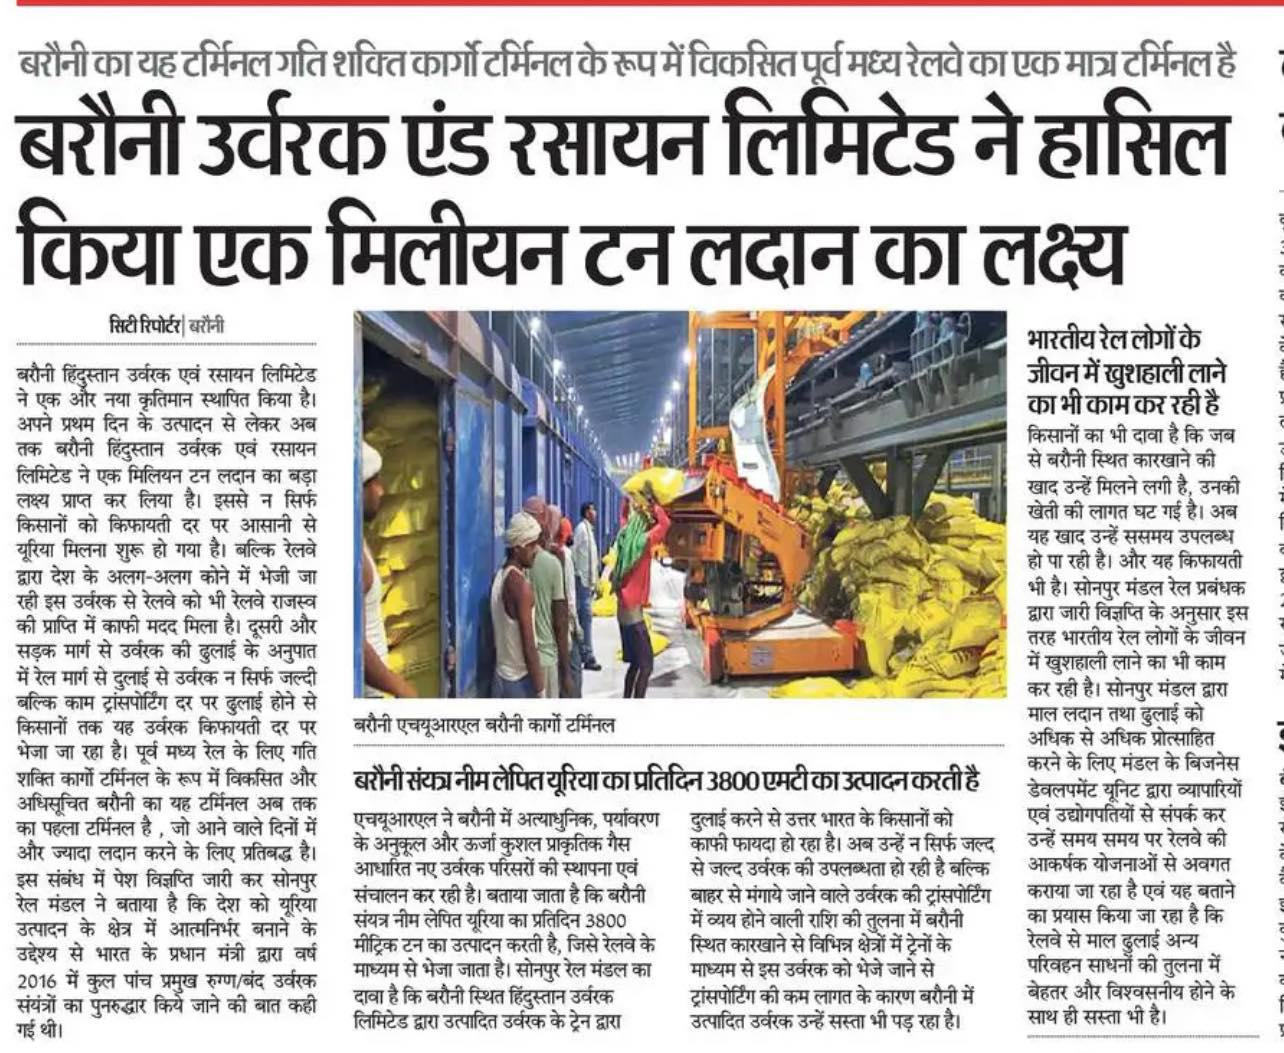 बरौनी का यह टर्मिनल गति शक्ति कार्गो टर्मिनल के रूप में विकसित पूर्व मध्य रेलवे का एक मात्र टर्मिनल है
बरौनी उर्वरक एंड रसायन लिमिटेड ने हासिल
किया एक मिलीयन टन लदान का लक्ष्य
सिटी रिपोर्टर| बरौनी
बरौनी हिंदुस्तान उर्वरक एवं रसायन लिमिटेड
ने एक और नया कृतिमान स्थापित किया है।
अपने प्रथम दिन के उत्पादन से लेकर अब
तक बरौनी हिंदुस्तान उर्वरक एवं रसायन
लिमिटेड ने एक मिलियन टन लदान का बड़ा
लक्ष्य प्राप्त कर लिया है। इससे न सिर्फ
किसानों को किफायती दर पर आसानी से
यूरिया मिलना शुरू हो गया है। बल्कि रेलवे
द्वारा देश के अलग-अलग कोने में भेजी जा
रही इस उर्वरक से रेलवे को भी रेलवे राजस्व
की प्राप्ति में काफी मदद मिला है। दूसरी और
सड़क मार्ग से उर्वरक की ढुलाई के अनुपात
में रेल मार्ग से दुलाई से उर्वरक न सिर्फ जल्दी
बल्कि काम ट्रांसपोर्टिंग दर पर ढुलाई होने से
किसानों तक यह उर्वरक किफायती दर पर
भेजा जा रहा है। पूर्व मध्य रेल के लिए गति
शक्ति कार्गो टर्मिनल के रूप में विकसित और
अधिसूचित बरौनी का यह टर्मिनल अब तक
का पहला टर्मिनल है , जो आने वाले दिनों में
और ज्यादा लदान करने के लिए प्रतिबद्ध है।
इस संबंध में पेश विज्ञप्ति जारी कर सोनपुर
रेल मंडल ने बताया है कि देश को यूरिया
उत्पादन के क्षेत्र में आत्मनिर्भर बनाने के
उद्देश्य से भारत के प्रधान मंत्री द्वारा वर्ष
2016 में कुल पांच प्रमुख रुग्ण/बंद उर्वरक
संयंत्रों का पुनरुद्धार किये जाने की बात कही
गई थी।
बरौनी एचयूआरएल बरौनी कार्गो टर्मिनल
बरौनी संयत्र नीम लेपित यूरिया का प्रतिदिन 3800 एमटी का उत्पादन करती है
एचयूआरएल ने बरौनी में अत्याधुनिक, पर्यावरण
के अनुकूल और ऊर्जा कुशल प्राकृतिक गैस
आधारित नए उर्वरक परिसरों की स्थापना एवं
संचालन कर रही है। बताया जाता है कि बरौनी
संयत्र नीम लेपित यूरिया का प्रतिदिन 3800
मीट्रिक टन का उत्पादन करती है, जिसे रेलवे के
माध्यम से भेजा जाता है। सोनपुर रेल मंडल का
दावा है कि बरौनी स्थित हिंदुस्तान उर्वरक
लिमिटेड द्वारा उत्पादित उर्वरक के ट्रेन द्वारा
दुलाई करने से उत्तर भारत के किसानों को
काफी फायदा हो रहा है। अब उन्हें न सिर्फ जल्द
से जल्द उर्वरक की उपलब्धता हो रही है बल्कि
बाहर से मंगाये जाने वाले उर्वरक की ट्रांसपोर्टिंग
में व्यय होने वाली राशि की तुलना में बरौनी
स्थित कारखाने से विभिन्न क्षेत्रों में ट्रेनों के
माध्यम से इस उर्वरक को भेजे जाने से
ट्रांसपोर्टिंग की कम लागत के कारण बरौनी में
उत्पादित उर्वरक उन्हें सस्ता भी पड़ रहा है।
भारतीय रेल लोगों के
जीवन में खुशहाली लाने
का भी काम कर रही है
किसानों का भी दावा है कि जब
से बरौनी स्थित कारखाने की
खाद उन्हें मिलने लगी है, उनकी
खेती की लागत घट गई है। अब
यह खाद उन्हें ससमय उपलब्ध
हो पा रही है। और यह किफायती
भी है। सोनपुर मंडल रेल प्रबंधक
द्वारा जारी विज्ञप्ति के अनुसार इस
तरह भारतीय रेल लोगों के जीवन
में खुशहाली लाने का भी काम
कर रही है। सोनपुर मंडल द्वारा
माल लदान तथा ढुलाई को
अधिक से अधिक प्रोत्साहित
करने के लिए मंडल के बिजनेस
डेवलपमेंट यूनिट द्वारा व्यापारियों
एवं उद्योगपतियों से संपर्क कर
उन्हें समय समय पर रेलवे की
आकर्षक योजनाओं से अवगत
कराया जा रहा है एवं यह बताने
का प्रयास किया जा रहा है कि
रेलवे से माल ढुलाई अन्य
परिवहन साधनों की तुलना में
बेहतर और विश्वसनीय होने के
साथ ही सस्ता भी है।